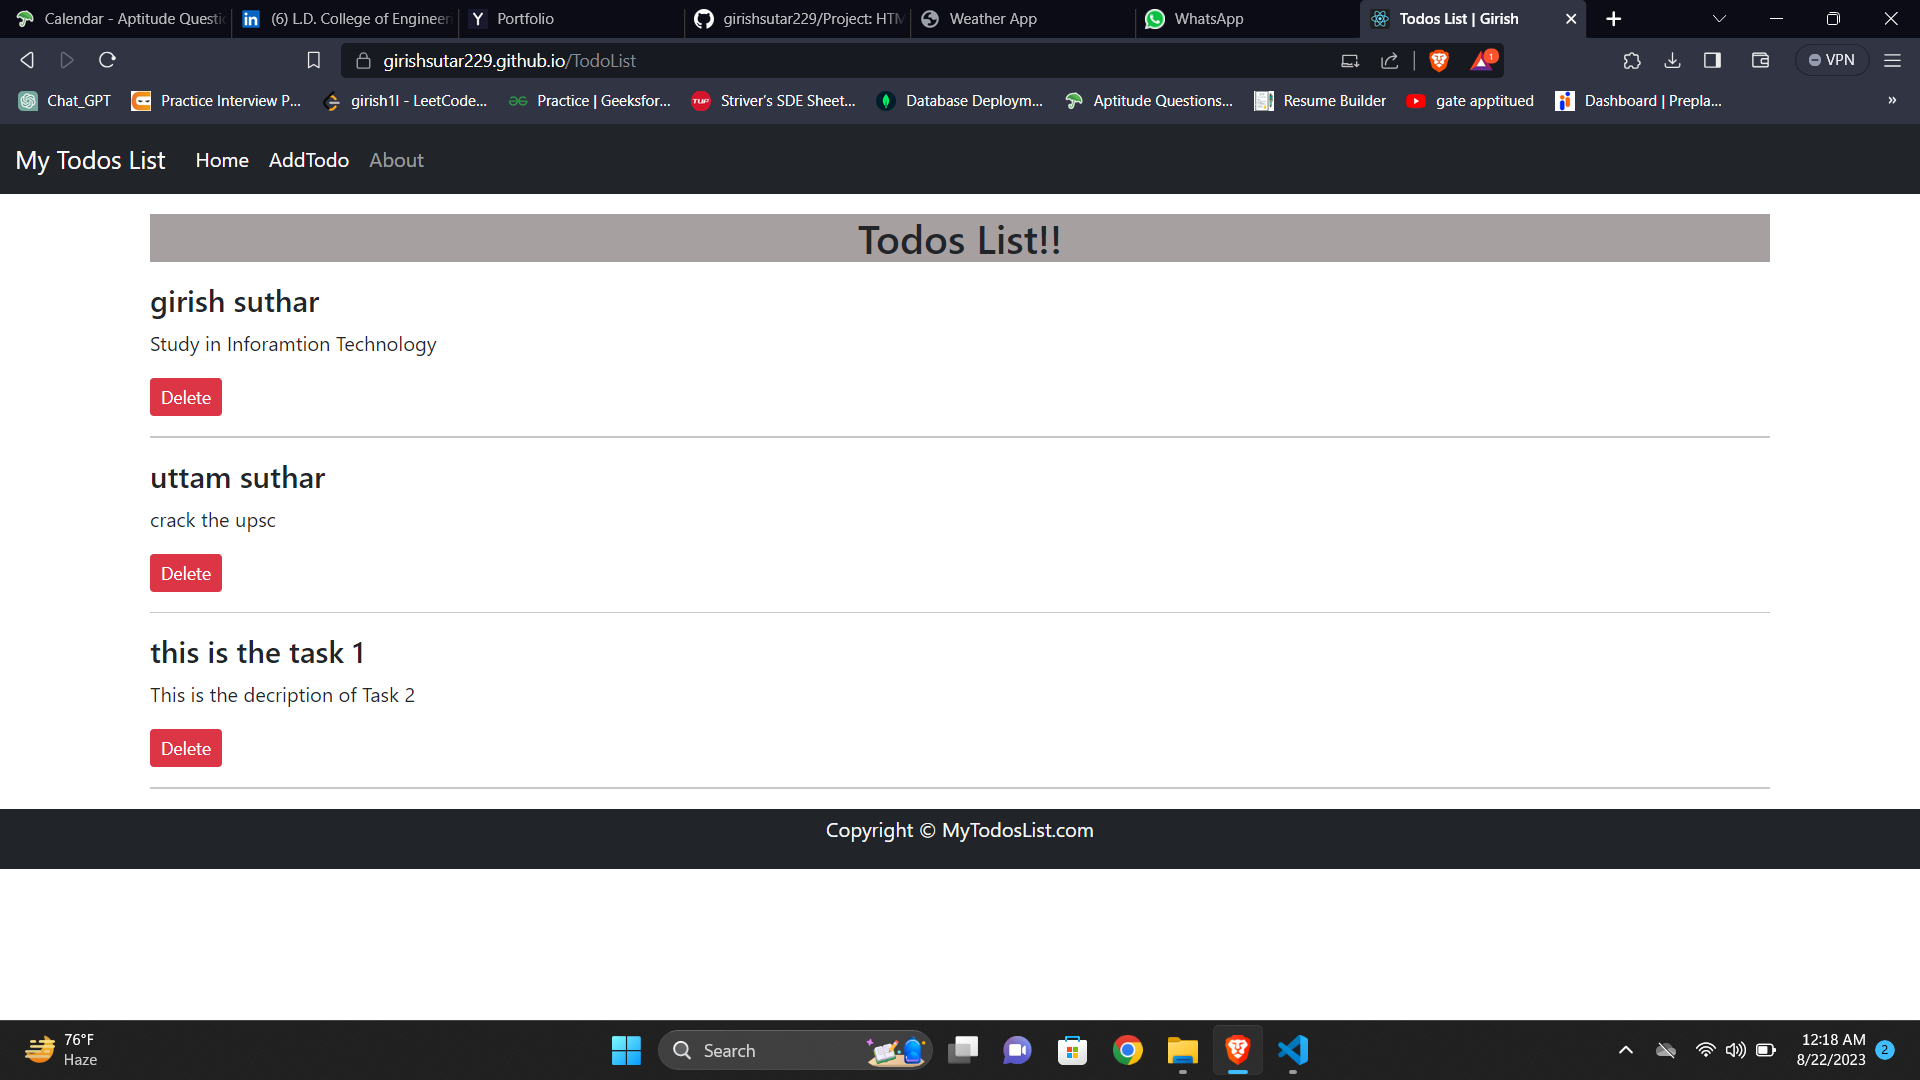 Calendar - Aptitude Questi
(6) L.D. College of Engineer
Portfolio
girishsutar229/Project: HTM
Weather App
WhatsApp
Todos List | Girish
girishsutar229.github.io/TodoList
1
VPN
Chat_GPT
Practice Interview P...
girish1l - LeetCode...
Practice | Geeksfor...
Striver's SDE Sheet...
Database Deploym...
Aptitude Questions...
Resume Builder
gate apptitued
Dashboard | Prepla...
»
My Todos List
Home
AddTodo
About
Todos List!!
girish suthar
Study in Inforamtion Technology
Delete
uttam suthar
crack the upsc
Delete
this is the task 1
This is the decription of Task 2
Delete
Copyright © MyTodosList.com
76°F
Haze
Search
12:18 AM
8/22/2023
2